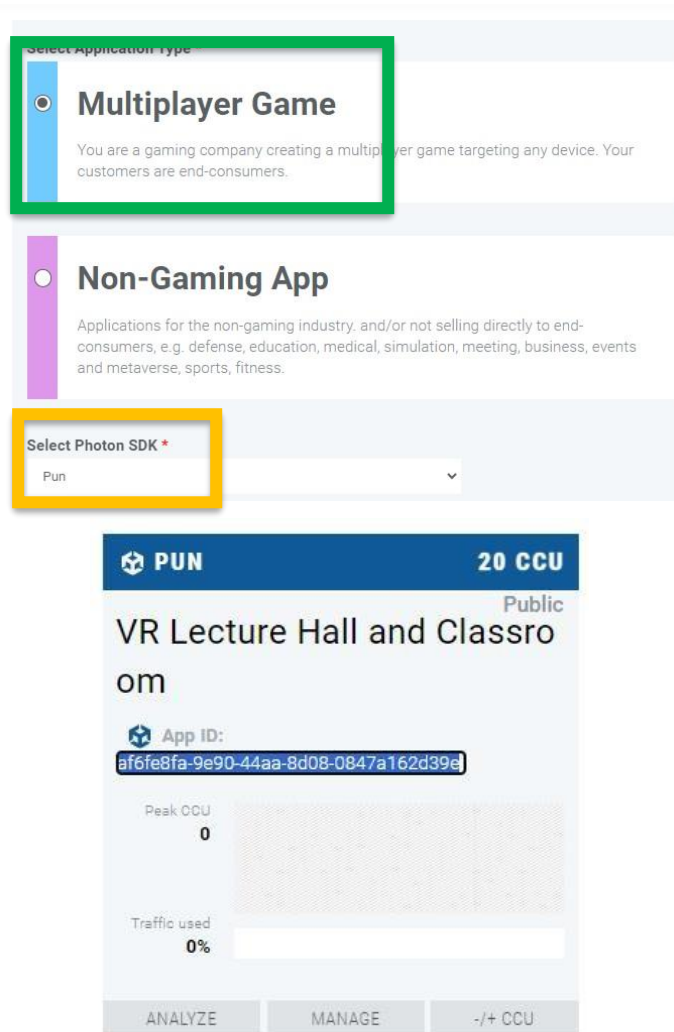 Select Application Type *
Multiplayer Game
You are a gaming company creating a multiplayer game targeting any device. Your
customers are end-consumers.
Non-Gaming App
Applications for the non-gaming industry. and/or not selling directly to end-
consumers, e.g. defense, education, medical, simulation, meeting, business, events
and metaverse, sports, fitness.
Select Photon SDK *
Pun
PUN 20 CCU
Public
VR Lecture Hall and Classro
om
App ID:
af6fe8fa-9e90-44aa-8d08-0847a162d39e
Peak CCU
0
Traffic used
0%
ANALYZE MANAGE -/+ CCU